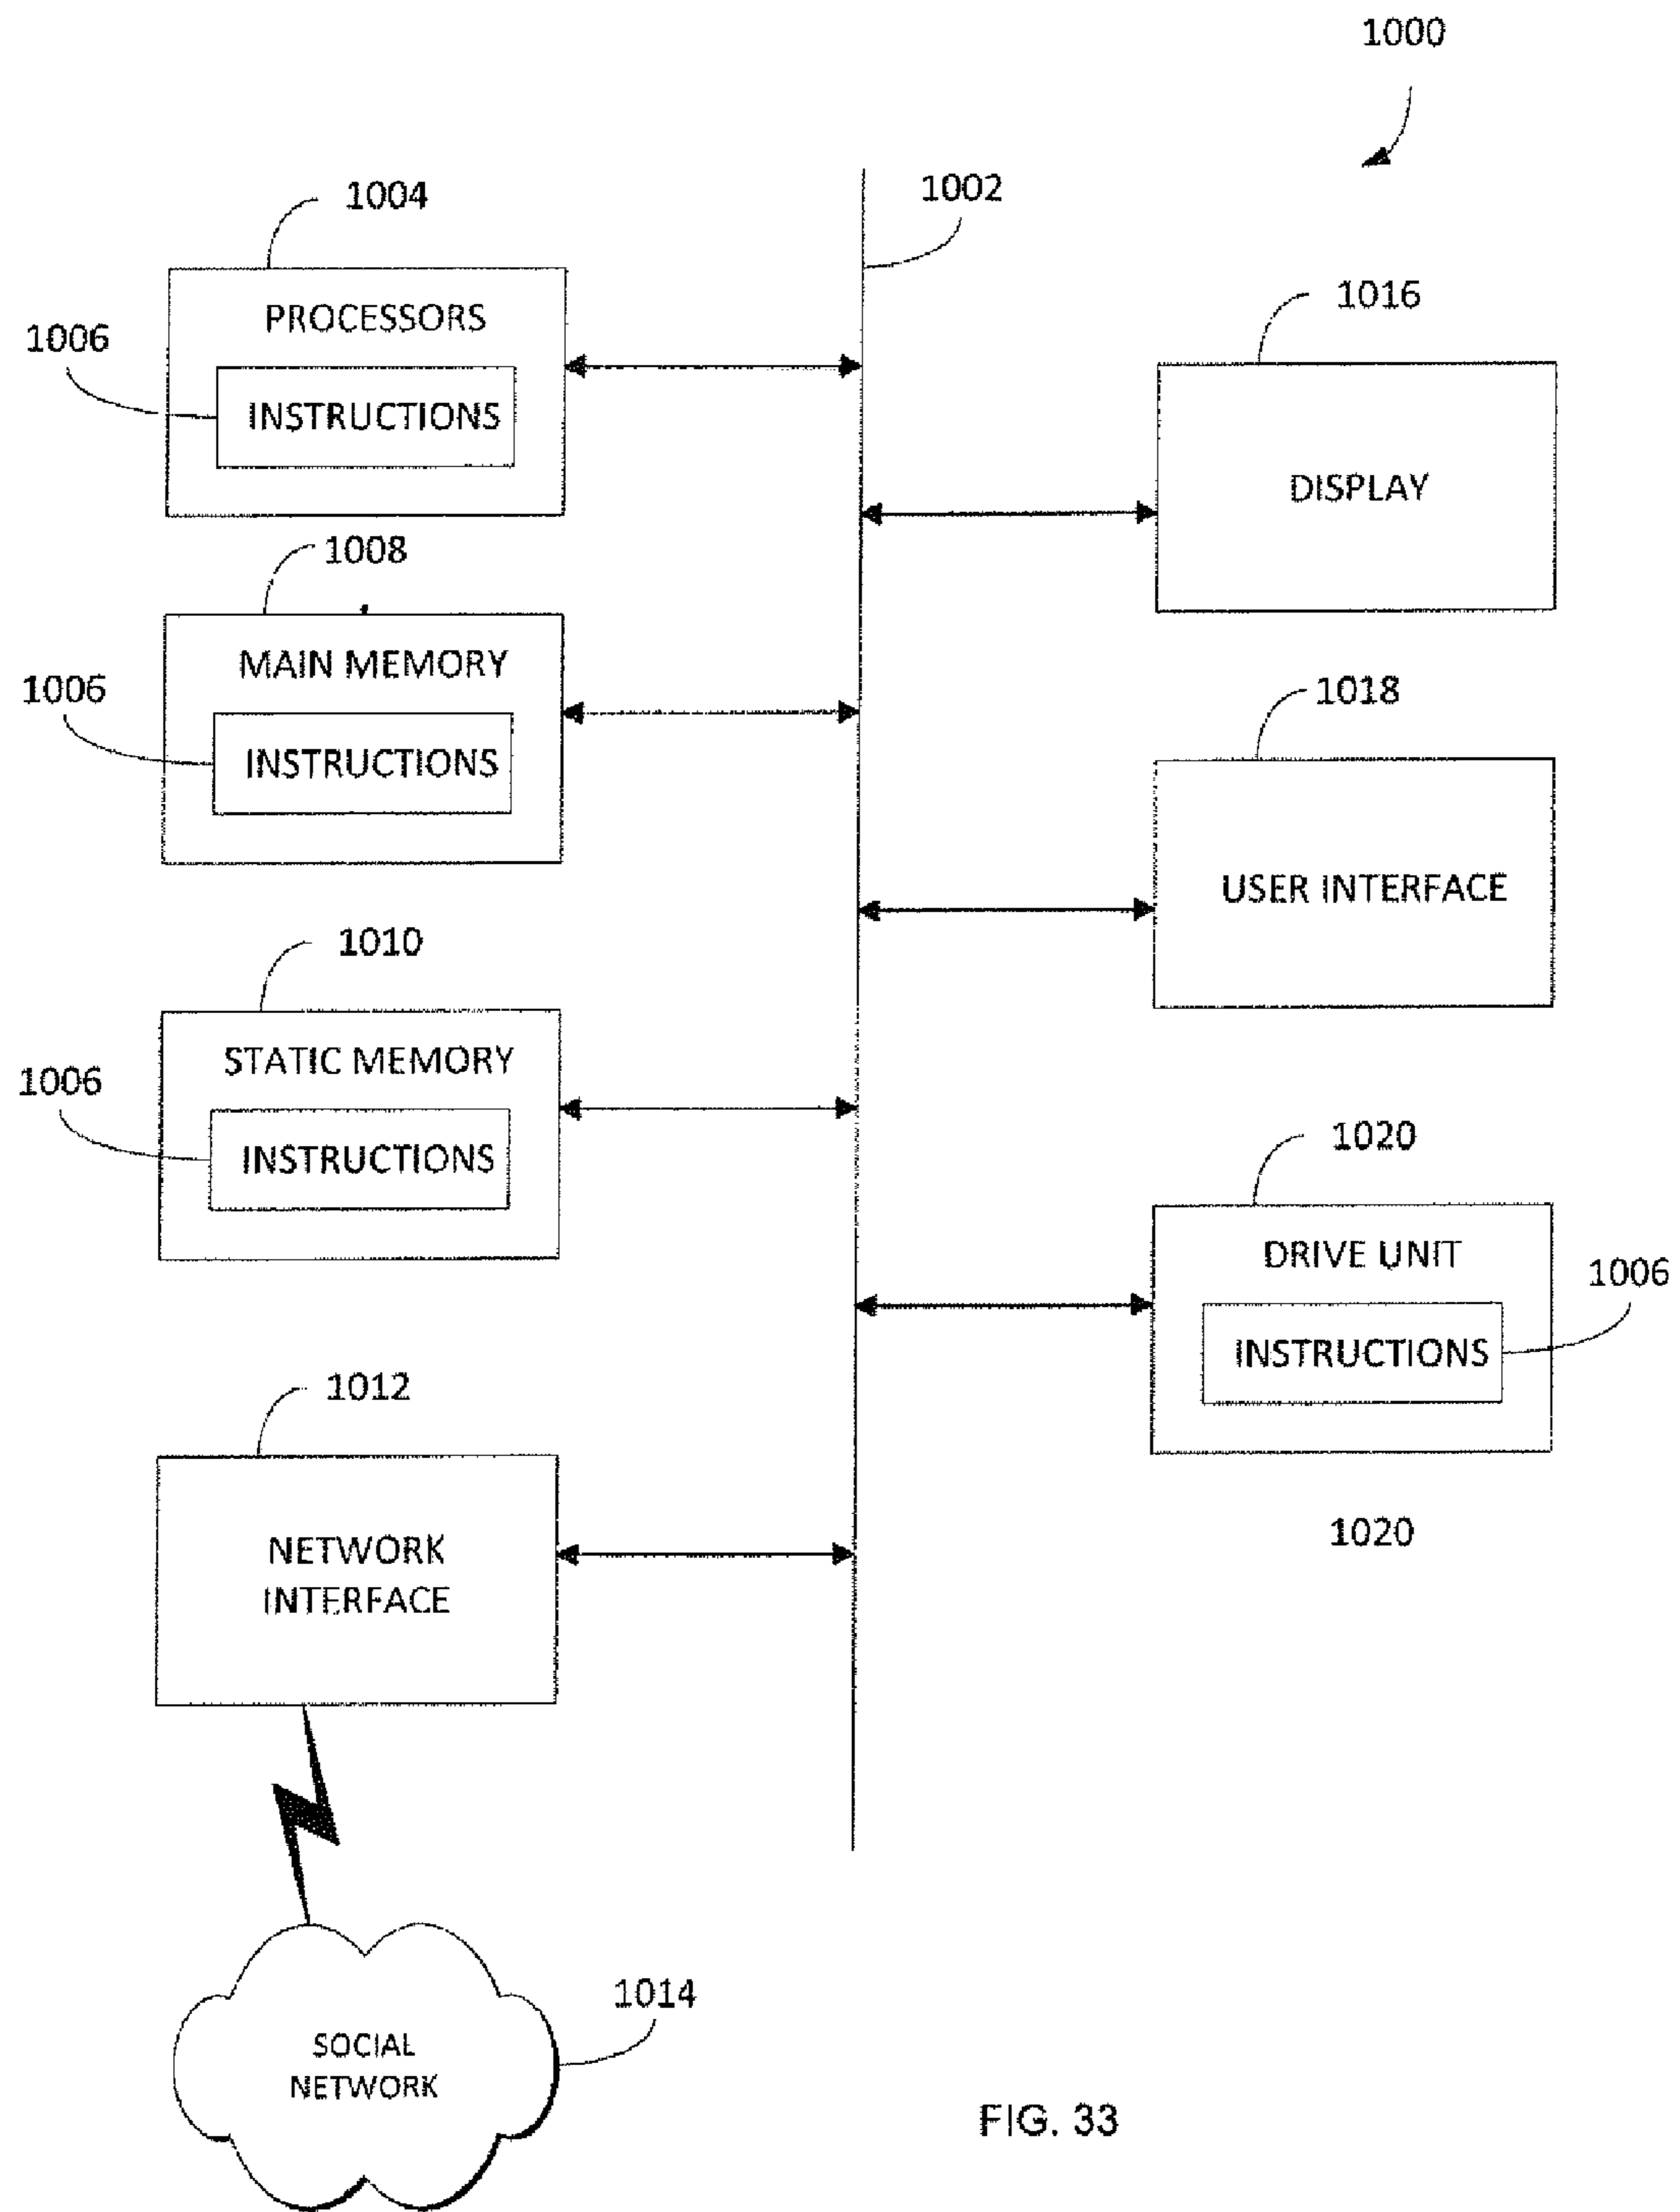 1000
1004
1002
PROCESSORS
1006
INSTRUCTIONS
1016
DISPLAY
1008
MAIN MEMORY
1006
INSTRUCTIONS
1018
USER INTERFACE
1010
STATIC MEMORY
1006
INSTRUCTIONS
1020
DRIVE UNIT
1006
INSTRUCTIONS
1012
NETWORK
INTERFACE
1020
1014
SOCIAL
NETWORK
FIG. 33